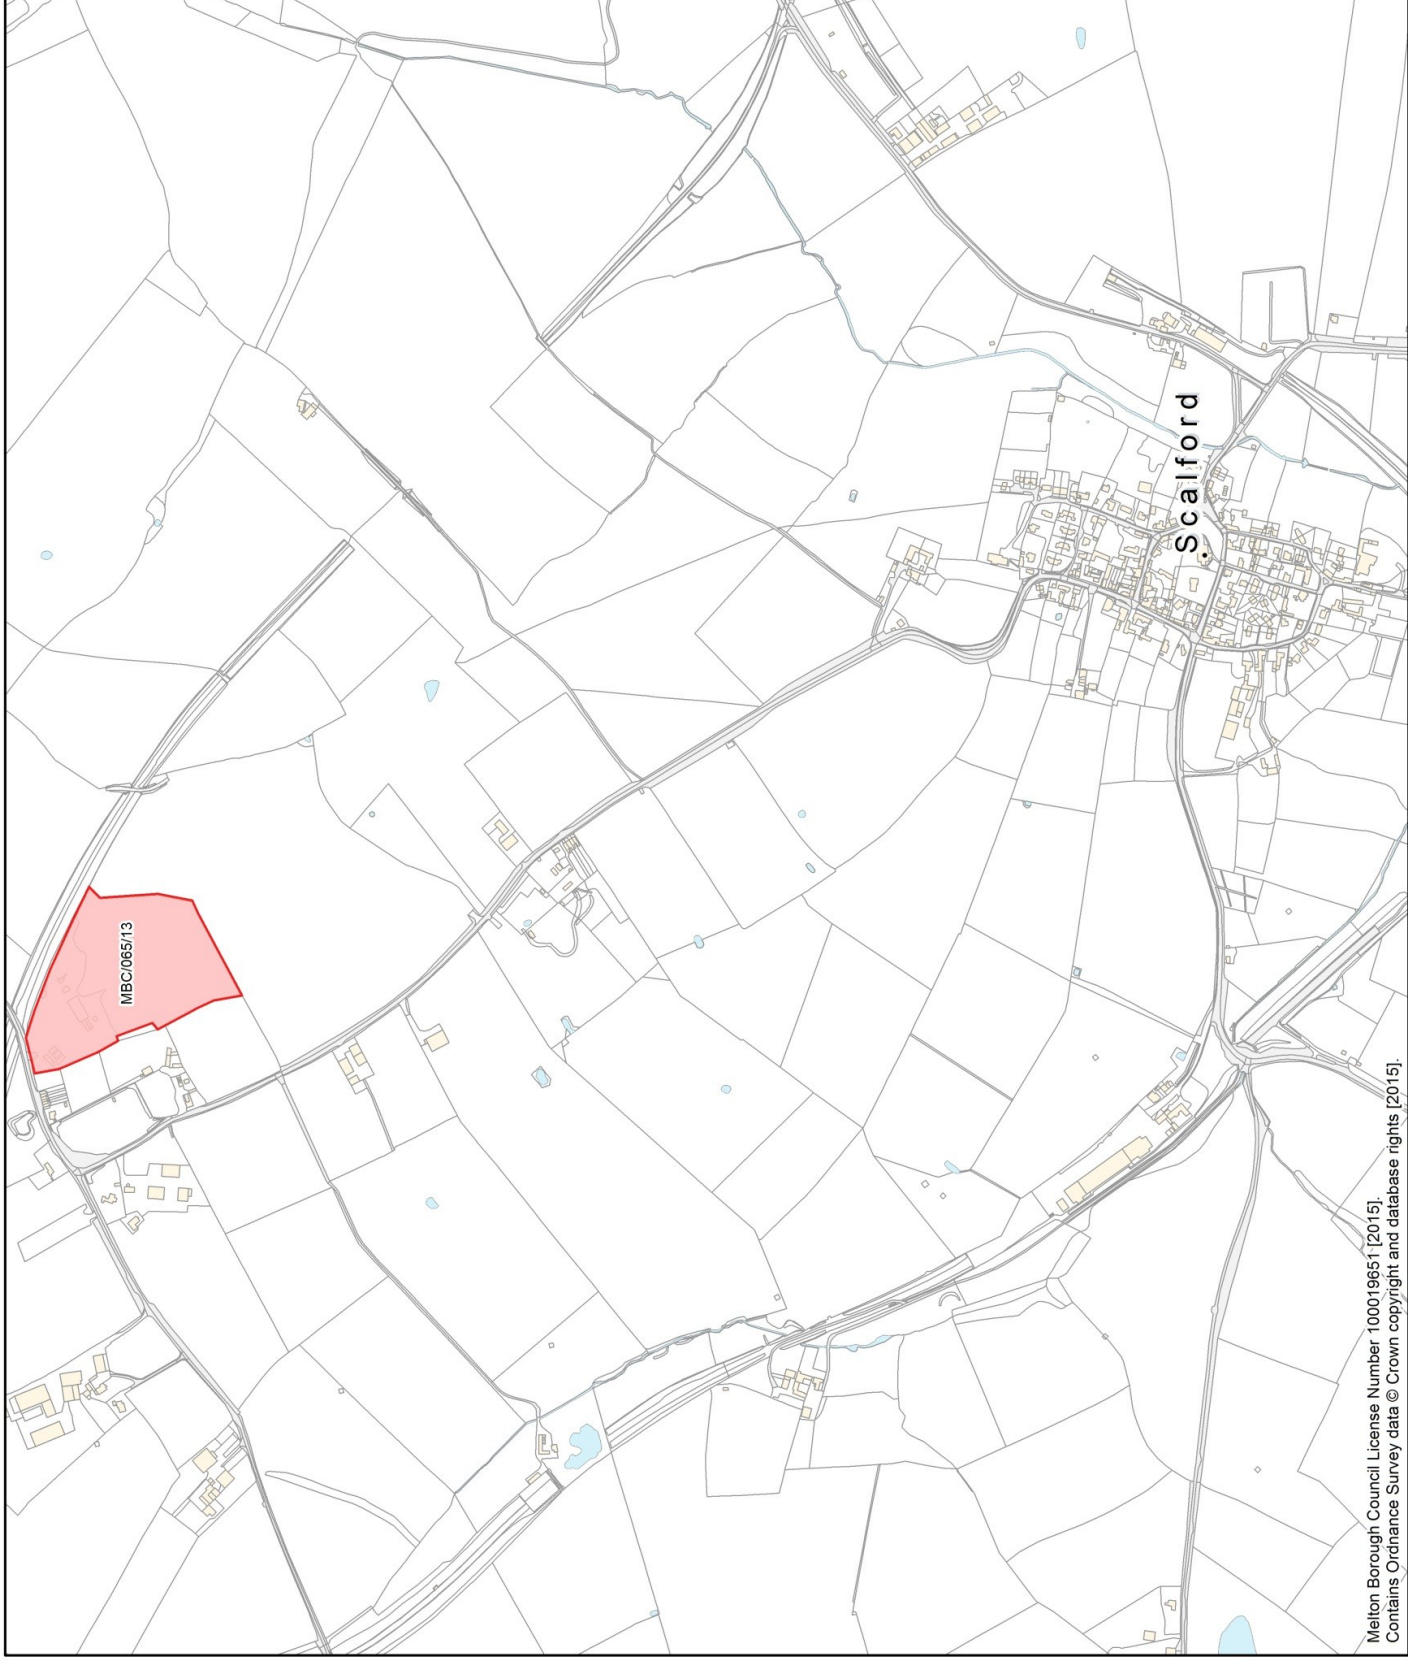 MBC/065/13
Scalford
Melton Borough Council License Number 100019651 [2015].
Contains Ordnance Survey data © Crown copyright and database rights [2015].